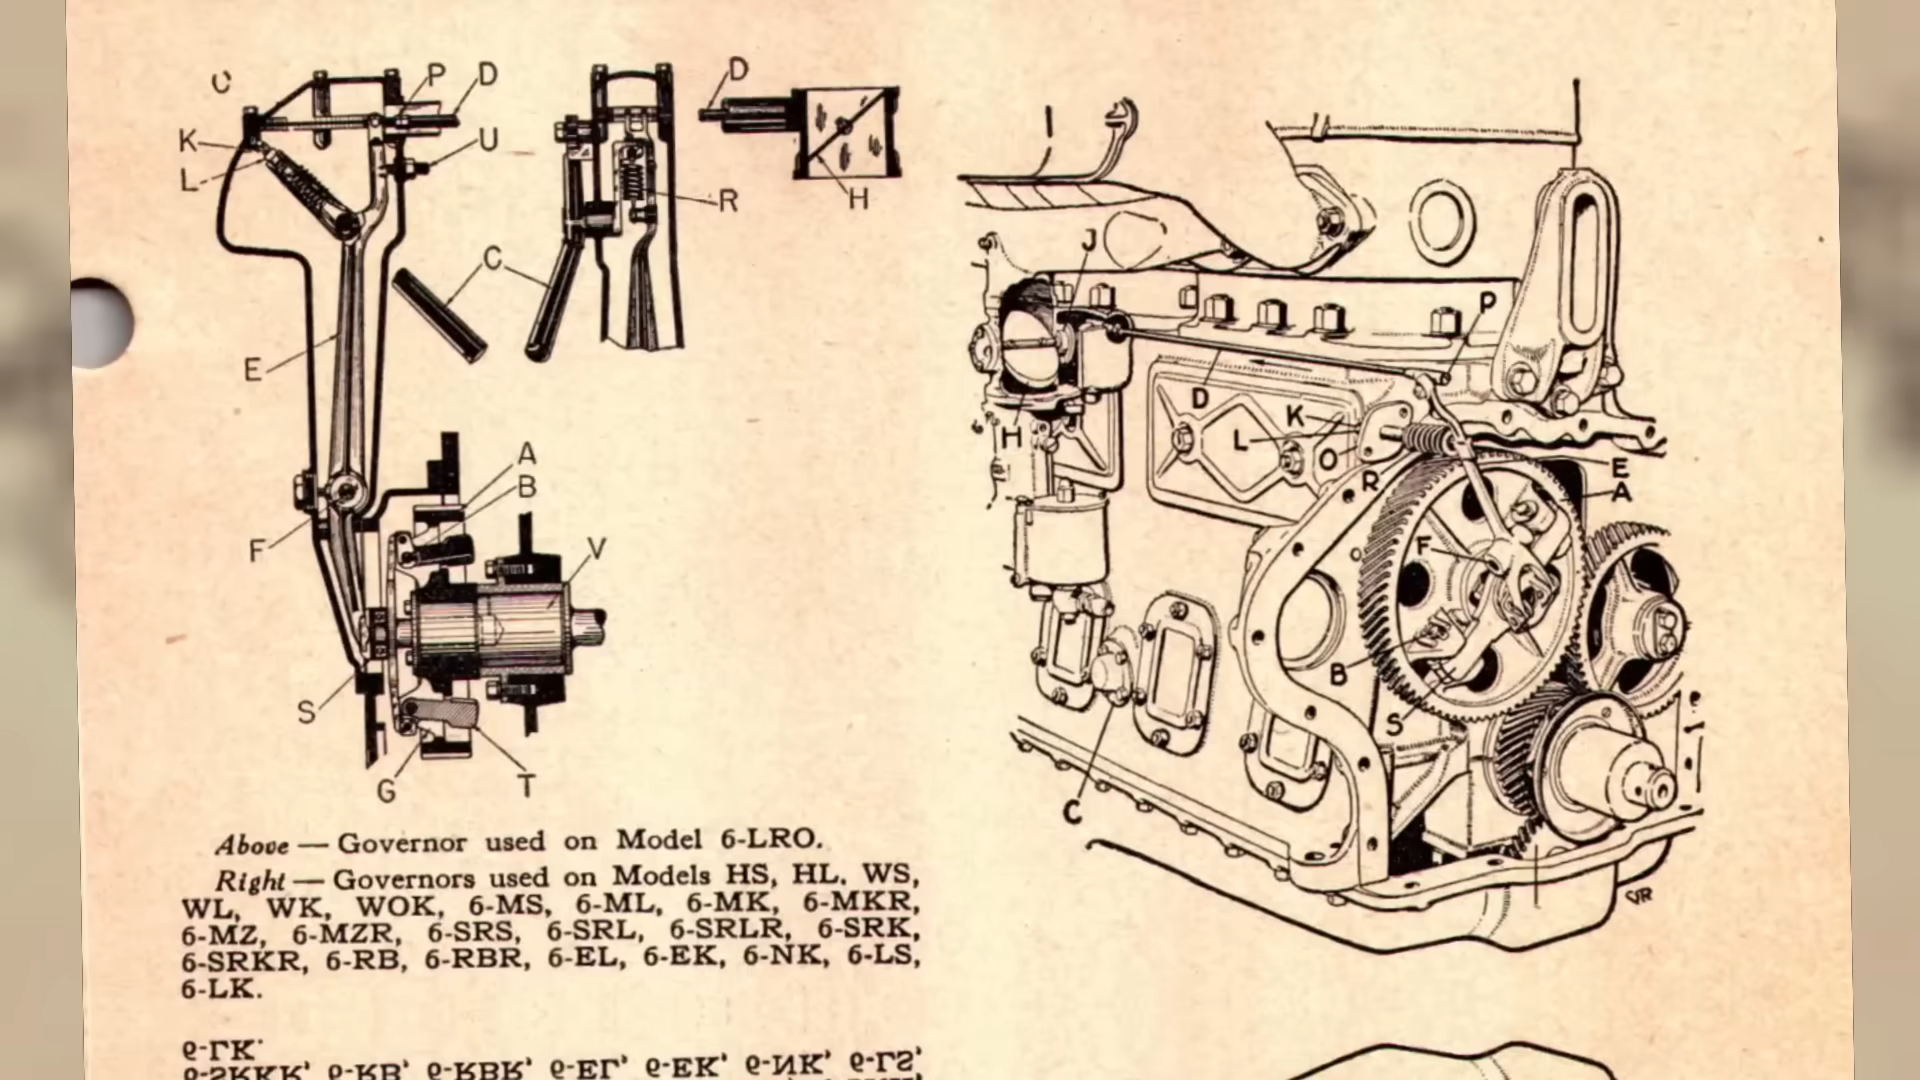 P D
K
U
L
E
F
S
G
T
A
B
V
C
R
D
H
J
P
D
K
L
O
R
E
A
F
B
S
H
C
Above — Governor used on Model 6-LRO.
Right — Governors used on Models HS, HL, WS,
WL, WK, WOK, 6-MS, 6-ML, 6-MK, 6-MKR,
6-MZ, 6-MZR, 6-SRS, 6-SRL, 6-SRLR, 6-SRK,
6-SRKR, 6-RB, 6-RBR, 6-EL, 6-EK, 6-NK, 6-LS,
6-LK.